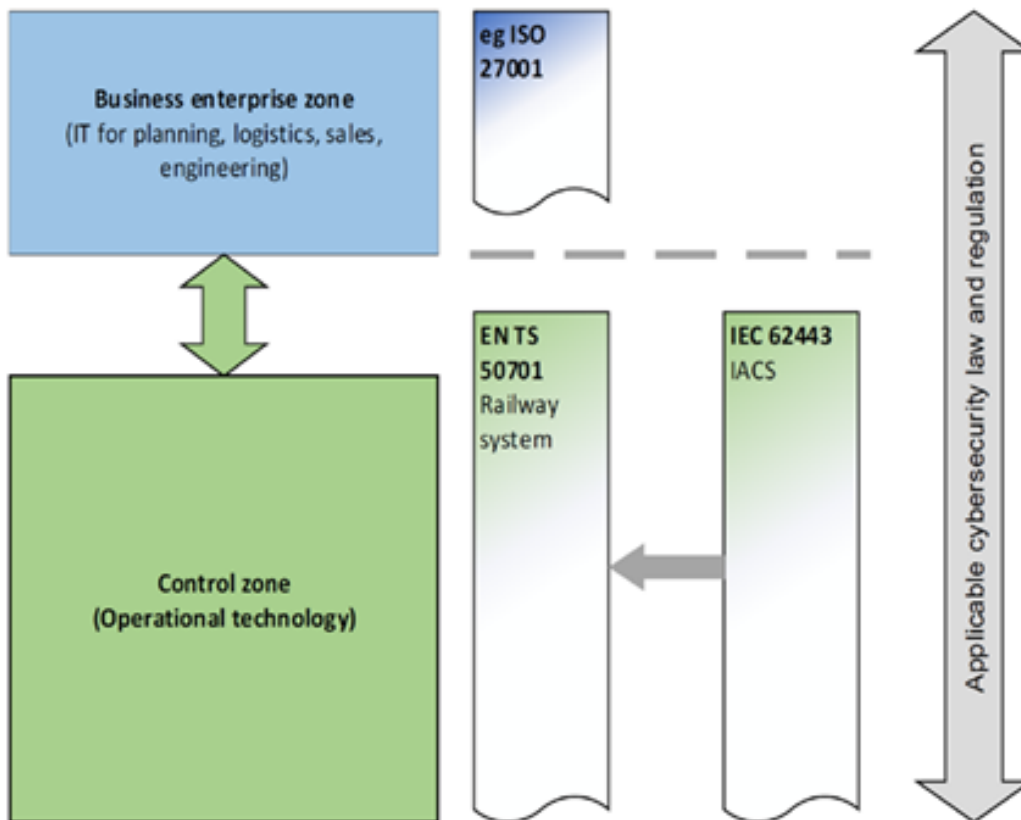 Business enterprise zone
(IT for planning, logistics, sales,
engineering)
eg ISO
27001
EN TS
50701
Railway
system
IEC 62443
IACS
Control zone
(Operational technology)
Applicable cybersecurity law and regulation